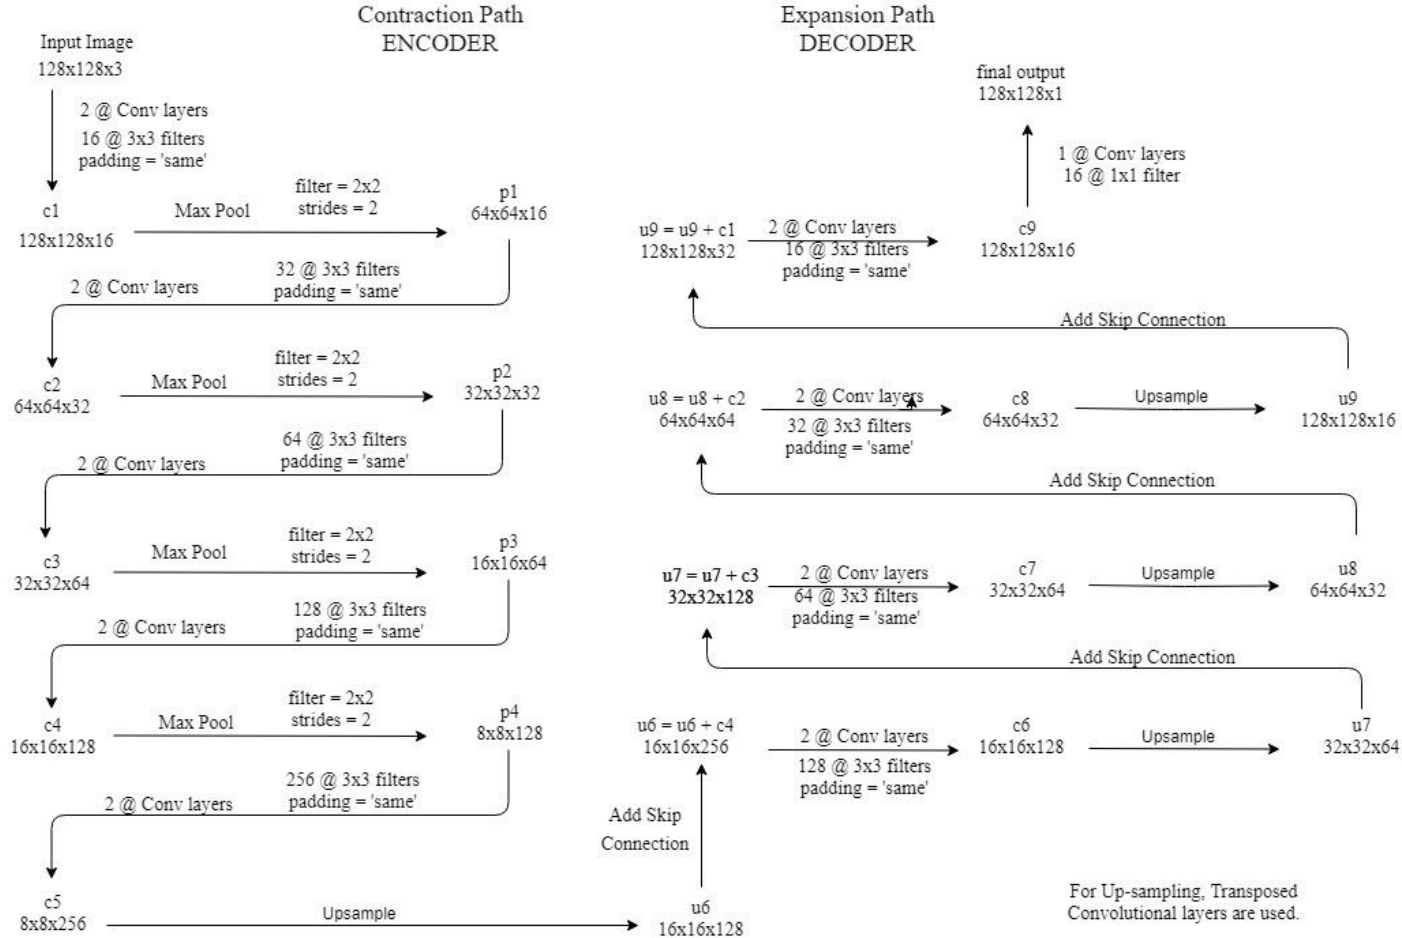 Contraction Path
ENCODER
Input Image
128x128x3
2 @ Conv layers
16 @ 3x3 filters
padding = 'same'
c1
128x128x16
Max Pool
filter = 2x2
strides = 2
p1
64x64x16
2 @ Conv layers
32 @ 3x3 filters
padding = 'same'
c2
64x64x32
Max Pool
filter = 2x2
strides = 2
p2
32x32x32
2 @ Conv layers
64 @ 3x3 filters
padding = 'same'
c3
32x32x64
Max Pool
filter = 2x2
strides = 2
p3
16x16x64
2 @ Conv layers
128 @ 3x3 filters
padding = 'same'
c4
16x16x128
Max Pool
filter = 2x2
strides = 2
p4
8x8x128
2 @ Conv layers
256 @ 3x3 filters
padding = 'same'
c5
8x8x256
Upsample
u6
16x16x128
Add Skip
Connection
Expansion Path
DECODER
final output
128x128x1
1 @ Conv layers
16 @ 1x1 filter
u9 = u9 + c1
128x128x32
2 @ Conv layers
16 @ 3x3 filters
padding = 'same'
c9
128x128x16
Add Skip Connection
u8 = u8 + c2
64x64x64
2 @ Conv layers
32 @ 3x3 filters
padding = 'same'
c8
64x64x32
Upsample
u9
128x128x16
Add Skip Connection
u7 = u7 + c3
32x32x128
2 @ Conv layers
64 @ 3x3 filters
padding = 'same'
c7
32x32x64
Upsample
u8
64x64x32
Add Skip Connection
u6 = u6 + c4
16x16x256
2 @ Conv layers
128 @ 3x3 filters
padding = 'same'
c6
16x16x128
Upsample
u7
32x32x64
For Up-sampling, Transposed
Convolutional layers are used.